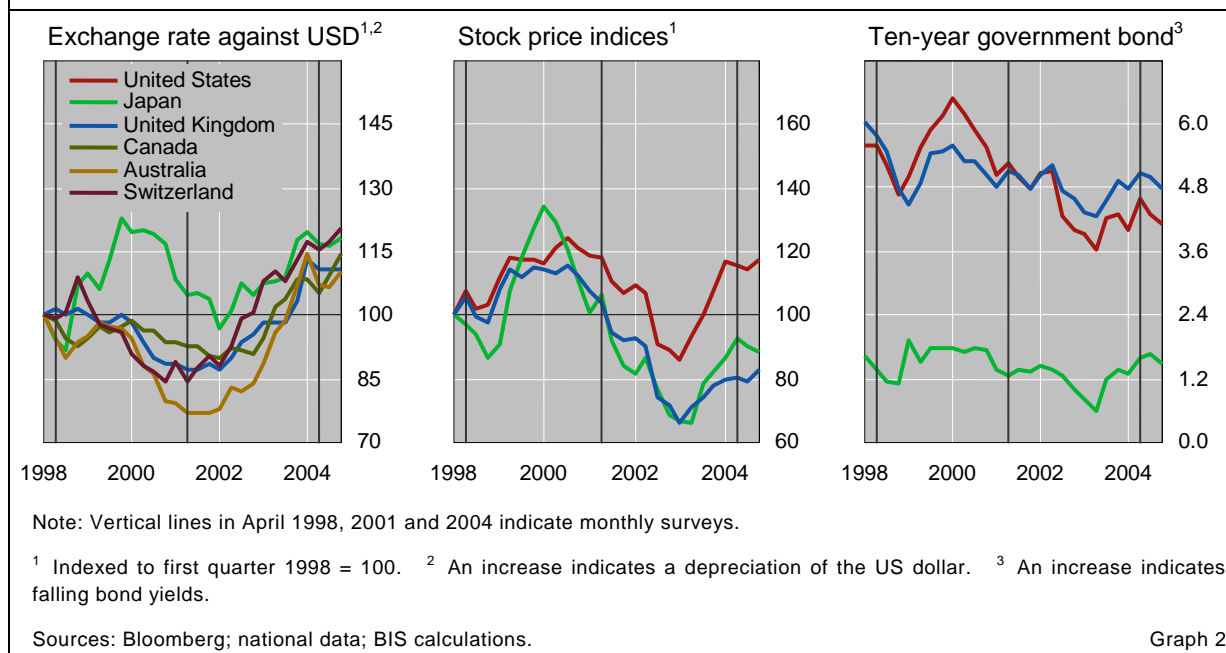 Exchange rate against USD1,2
Stock price indices1
Ten-year government bond3
United States
Japan
United Kingdom
Canada
Australia
Switzerland
145
130
115
100
85
70
160
140
120
100
80
60
6.0
4.8
3.6
2.4
1.2
0.0
1998 2000 2002 2004
1998 2000 2002 2004
1998 2000 2002 2004
Note: Vertical lines in April 1998, 2001 and 2004 indicate monthly surveys.
1 Indexed to first quarter 1998 = 100. 2 An increase indicates a depreciation of the US dollar. 3 An increase indicates
falling bond yields.
Sources: Bloomberg; national data; BIS calculations.
Graph 2